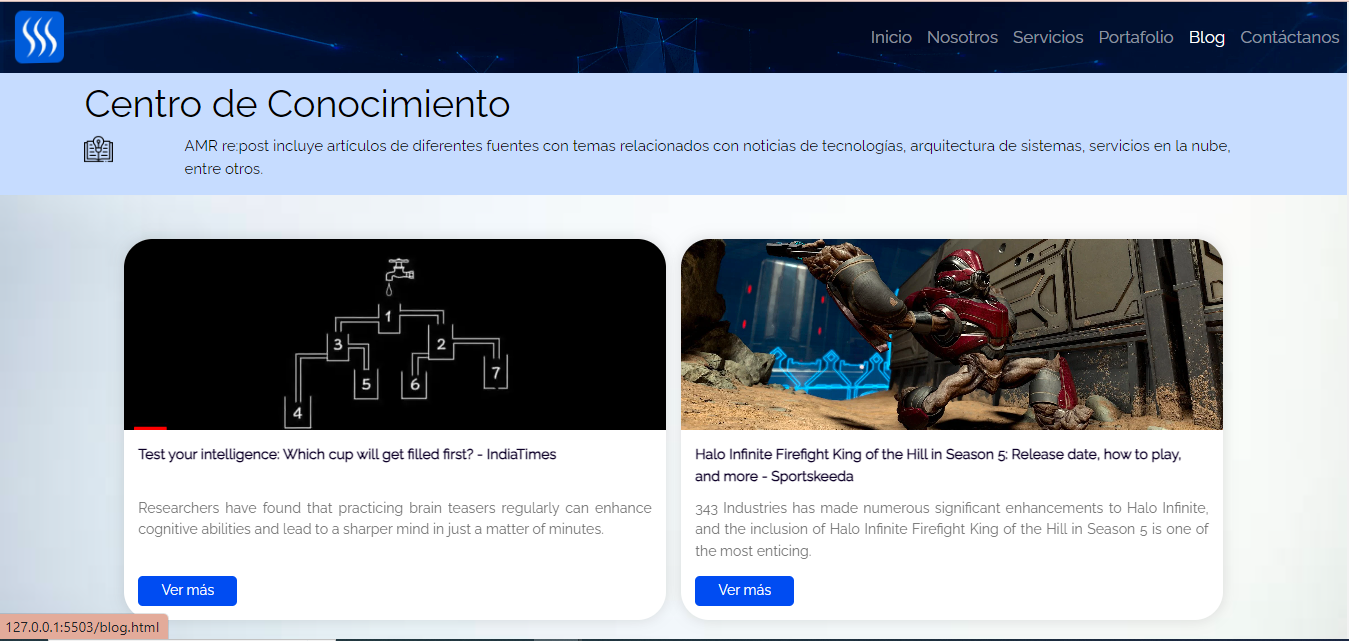 Inicio Nosotros Servicios Portafolio Blog Contáctanos
Centro de Conocimiento
AMR re:post incluye artículos de diferentes fuentes con temas relacionados con noticias de tecnologías, arquitectura de sistemas, servicios en la nube,
entre otros.
1
3
2
5
6
7
4
Test your intelligence: Which cup will get filled first? - IndiaTimes
Researchers have found that practicing brain teasers regularly can enhance
cognitive abilities and lead to a sharper mind in just a matter of minutes.
Ver más
Halo Infinite Firefight King of the Hill in Season 5: Release date, how to play,
and more - Sportskeeda
343 Industries has made numerous significant enhancements to Halo Infinite,
and the inclusion of Halo Infinite Firefight King of the Hill in Season 5 is one of
the most enticing.
Ver más
127.0.0.1:5503/blog.html